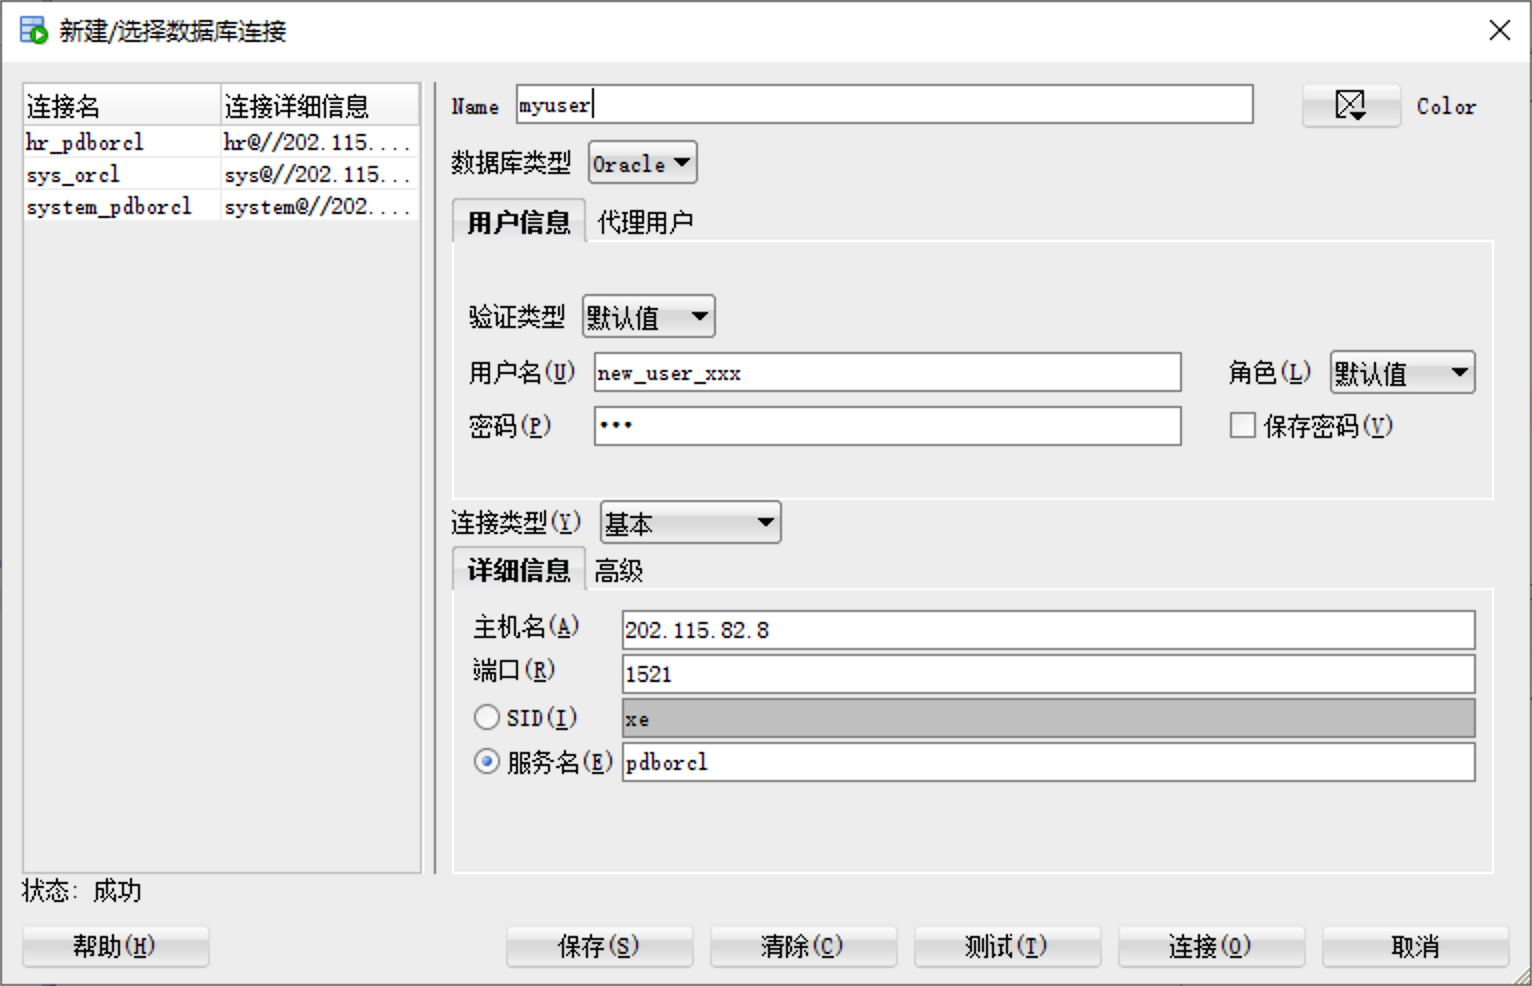 新建/选择数据库连接
连接名 连接详细信息
hr_pdborcl hr@//202.115....
sys_orcl sys@//202.115...
system_pdborcl system@//202....
Name myuser Color
数据库类型 Oracle
用户信息 代理用户
验证类型 默认值
用户名(U) new_user_xxx 角色(L) 默认值
密码(P) ••• 保存密码(V)
连接类型(Y) 基本
详细信息 高级
主机名(A) 202.115.82.8
端口(R) 1521
SID(I) xe
服务名(E) pdborcl
状态: 成功
帮助(H) 保存(S) 清除(C) 测试(T) 连接(O) 取消